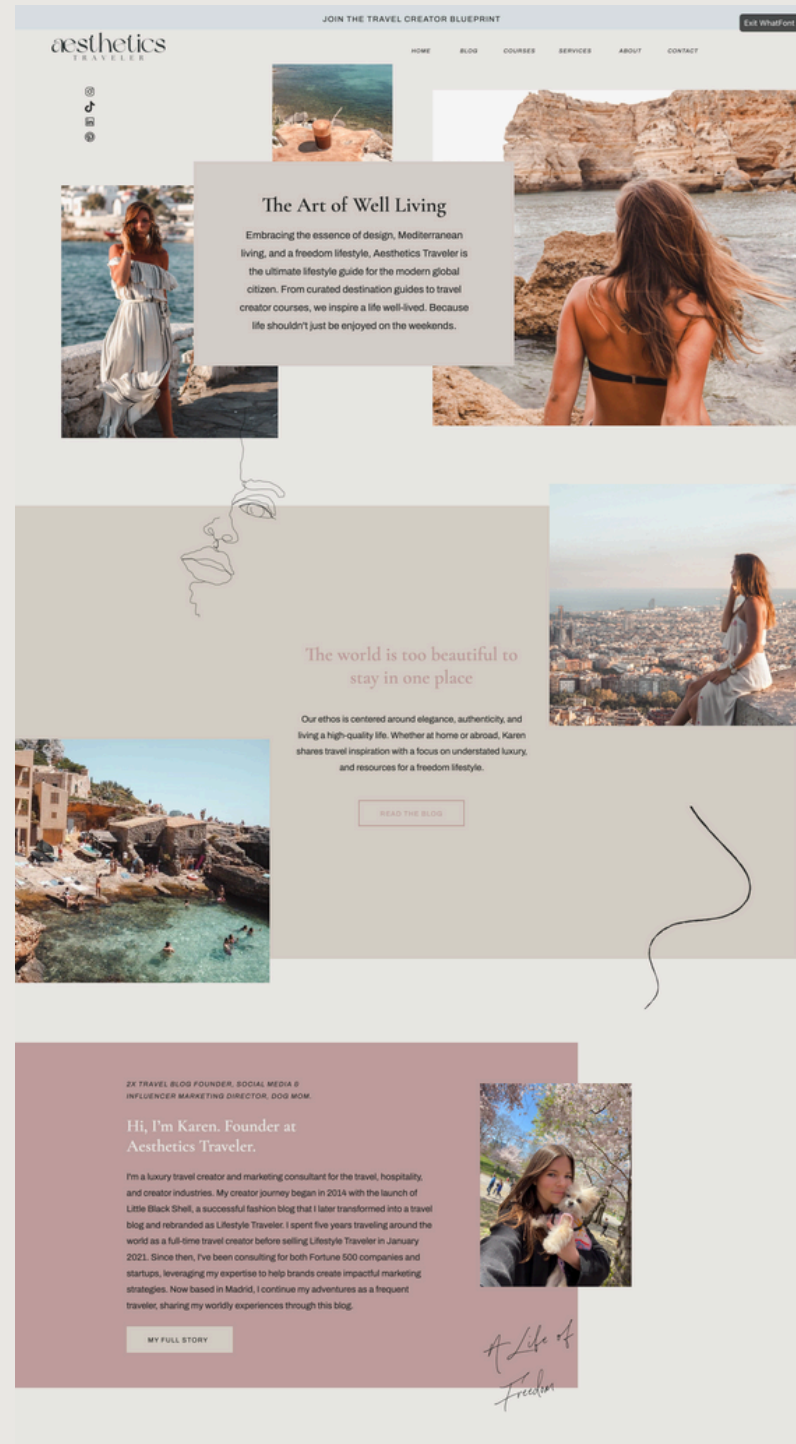 JOIN THE TRAVEL CREATOR BLUEPRINT
Exit WhatFont
aesthetics
TRAVELER
HOME BLOG COURSES SERVICES ABOUT CONTACT
The Art of Well Living
Embracing the essence of design, Mediterranean
living, and a freedom lifestyle, Aesthetics Traveler is
the ultimate lifestyle guide for the modern global
citizen. From curated destination guides to travel
creator courses, we inspire a life well-lived. Because
life shouldn't just be enjoyed on the weekends.
The world is too beautiful to
stay in one place
Our ethos is centered around elegance, authenticity, and
living a high-quality life. Whether at home or abroad, Karen
shares travel inspiration with a focus on understated luxury,
and resources for a freedom lifestyle.
READ THE BLOG
2X TRAVEL BLOG FOUNDER, SOCIAL MEDIA &
INFLUENCER MARKETING DIRECTOR, DOG MOM.
Hi, I'm Karen. Founder at
Aesthetics Traveler.
I'm a luxury travel creator and marketing consultant for the travel, hospitality,
and creator industries. My creator journey began in 2014 with the launch of
Little Black Shell, a successful fashion blog that I later transformed into a travel
blog and rebranded as Lifestyle Traveler. I spent five years traveling around the
world as a full-time travel creator before selling Lifestyle Traveler in January
2021. Since then, I've been consulting for both Fortune 500 companies and
startups, leveraging my expertise to help brands create impactful marketing
strategies. Now based in Madrid, I continue my adventures as a frequent
traveler, sharing my worldly experiences through this blog.
MY FULL STORY
A Life of
Freedom